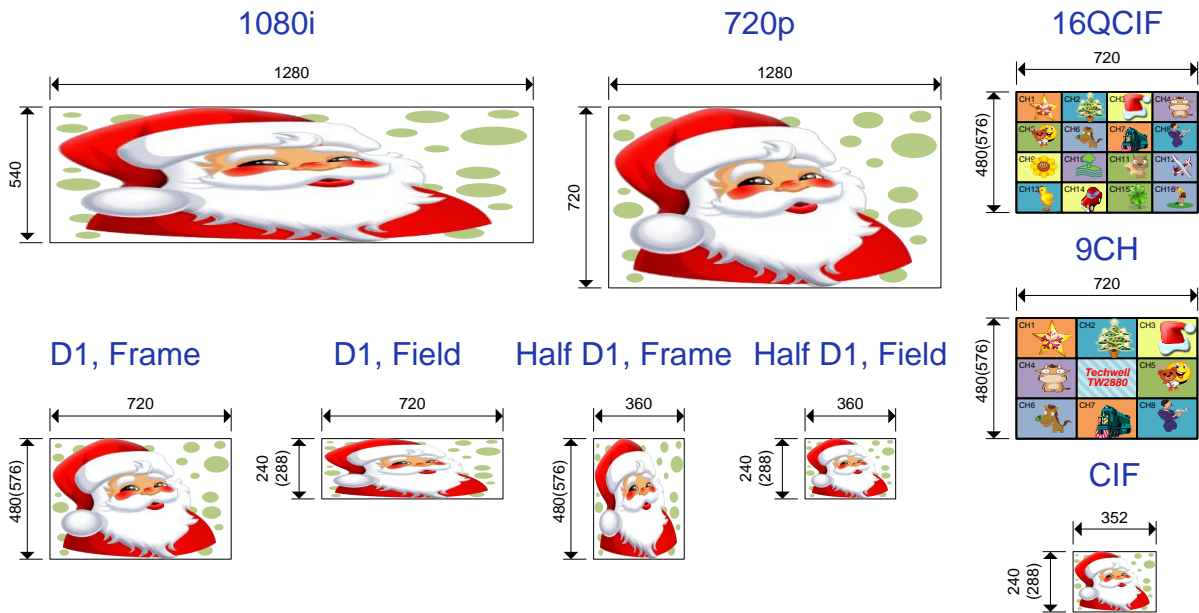 1080i
1280
540
720p
1280
720
16QCIF
720
480(576)
CH1
CH2
CH3
CH4
CH5
CH6
CH7
CH8
CH9
CH10
CH11
CH12
CH13
CH14
CH15
CH16
9CH
720
480(576)
CH1
CH2
CH3
CH4
Techwell
TW2880
CH5
CH6
CH7
CH8
D1, Frame
720
480(576)
D1, Field
720
240
(288)
Half D1, Frame
360
480(576)
Half D1, Field
360
240
(288)
CIF
352
240
(288)